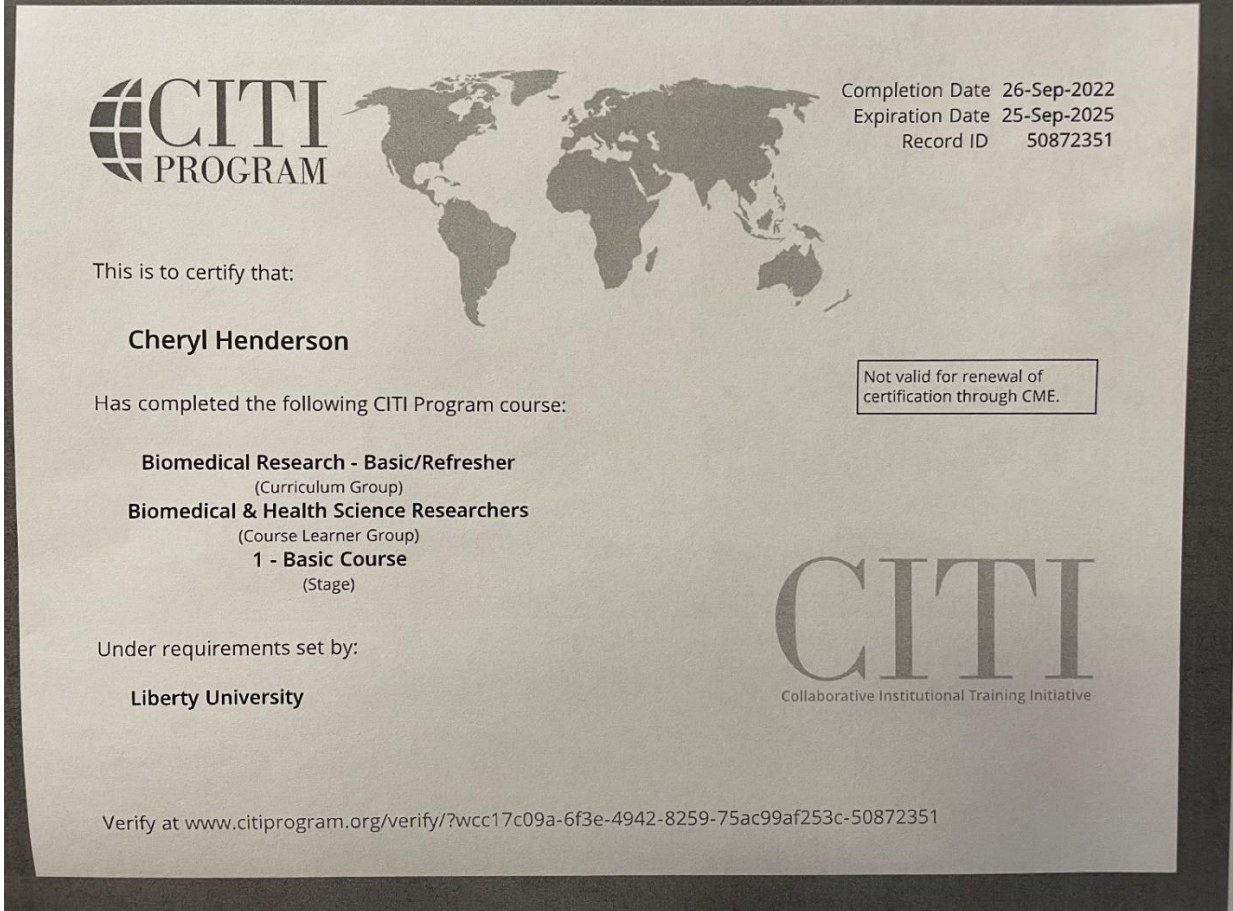 CITI
PROGRAM
Completion Date 26-Sep-2022
Expiration Date 25-Sep-2025
Record ID 50872351
This is to certify that:
Cheryl Henderson
Not valid for renewal of
certification through CME.
Has completed the following CITI Program course:
Biomedical Research - Basic/Refresher
(Curriculum Group)
Biomedical & Health Science Researchers
(Course Learner Group)
1 - Basic Course
(Stage)
Under requirements set by:
Liberty University
CITI
Collaborative Institutional Training Initiative
Verify at www.citiprogram.org/verify/?wcc17c09a-6f3e-4942-8259-75ac99af253c-50872351